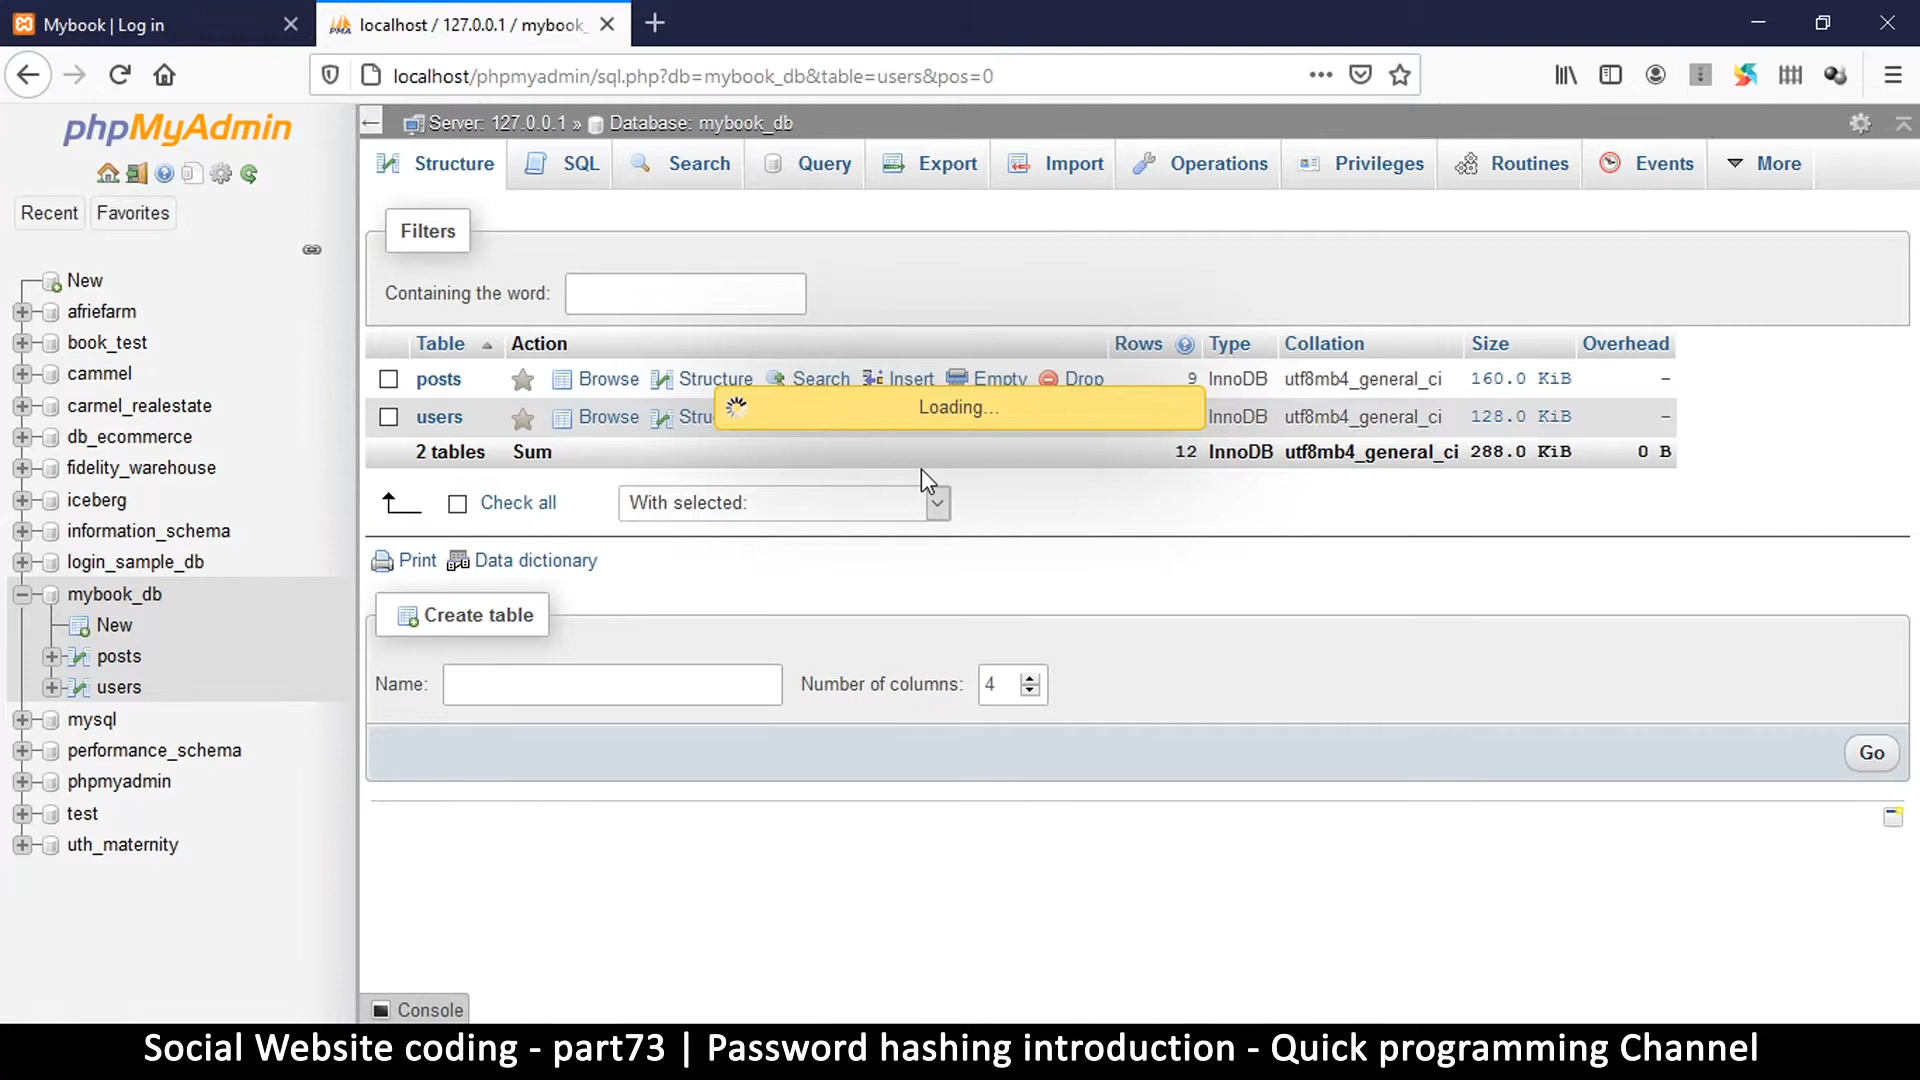 Mybook | Log in
localhost / 127.0.0.1 / mybook_
localhost/phpmyadmin/sql.php?db=mybook_db&table=users&pos=0
phpMyAdmin
Recent Favorites
New
afriefarm
book_test
cammel
carmel_realestate
db_ecommerce
fidelity_warehouse
iceberg
information_schema
login_sample_db
mybook_db
New
posts
users
mysql
performance_schema
phpmyadmin
test
uth_maternity
Server: 127.0.0.1 » Database: mybook_db
Structure SQL Search Query Export Import Operations Privileges Routines Events More
Filters
Containing the word:
Table Action Rows Type Collation Size Overhead
posts Browse Structure Search Insert Empty Drop 9 InnoDB utf8mb4_general_ci 160.0 KiB -
Loading...
users Browse Stru InnoDB utf8mb4_general_ci 128.0 KiB -
2 tables Sum 12 InnoDB utf8mb4_general_ci 288.0 KiB 0 B
Check all With selected:
Print Data dictionary
Create table
Name: Number of columns: 4
Go
Console
Social Website coding - part73 | Password hashing introduction - Quick programming Channel